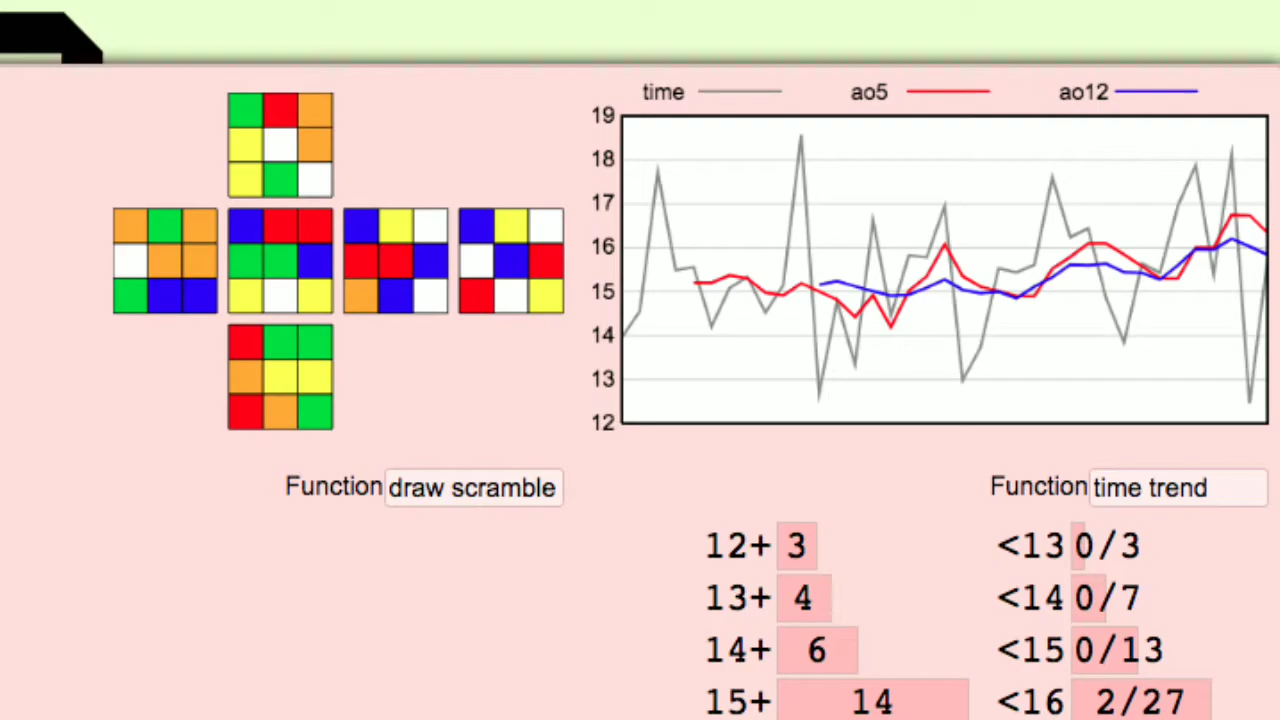 time ao5 ao12
19
18
17
16
15
14
13
12
Function draw scramble
Function time trend
12+ 3 <13 0/3
13+ 4 <14 0/7
14+ 6 <15 0/13
15+ 14 <16 2/27